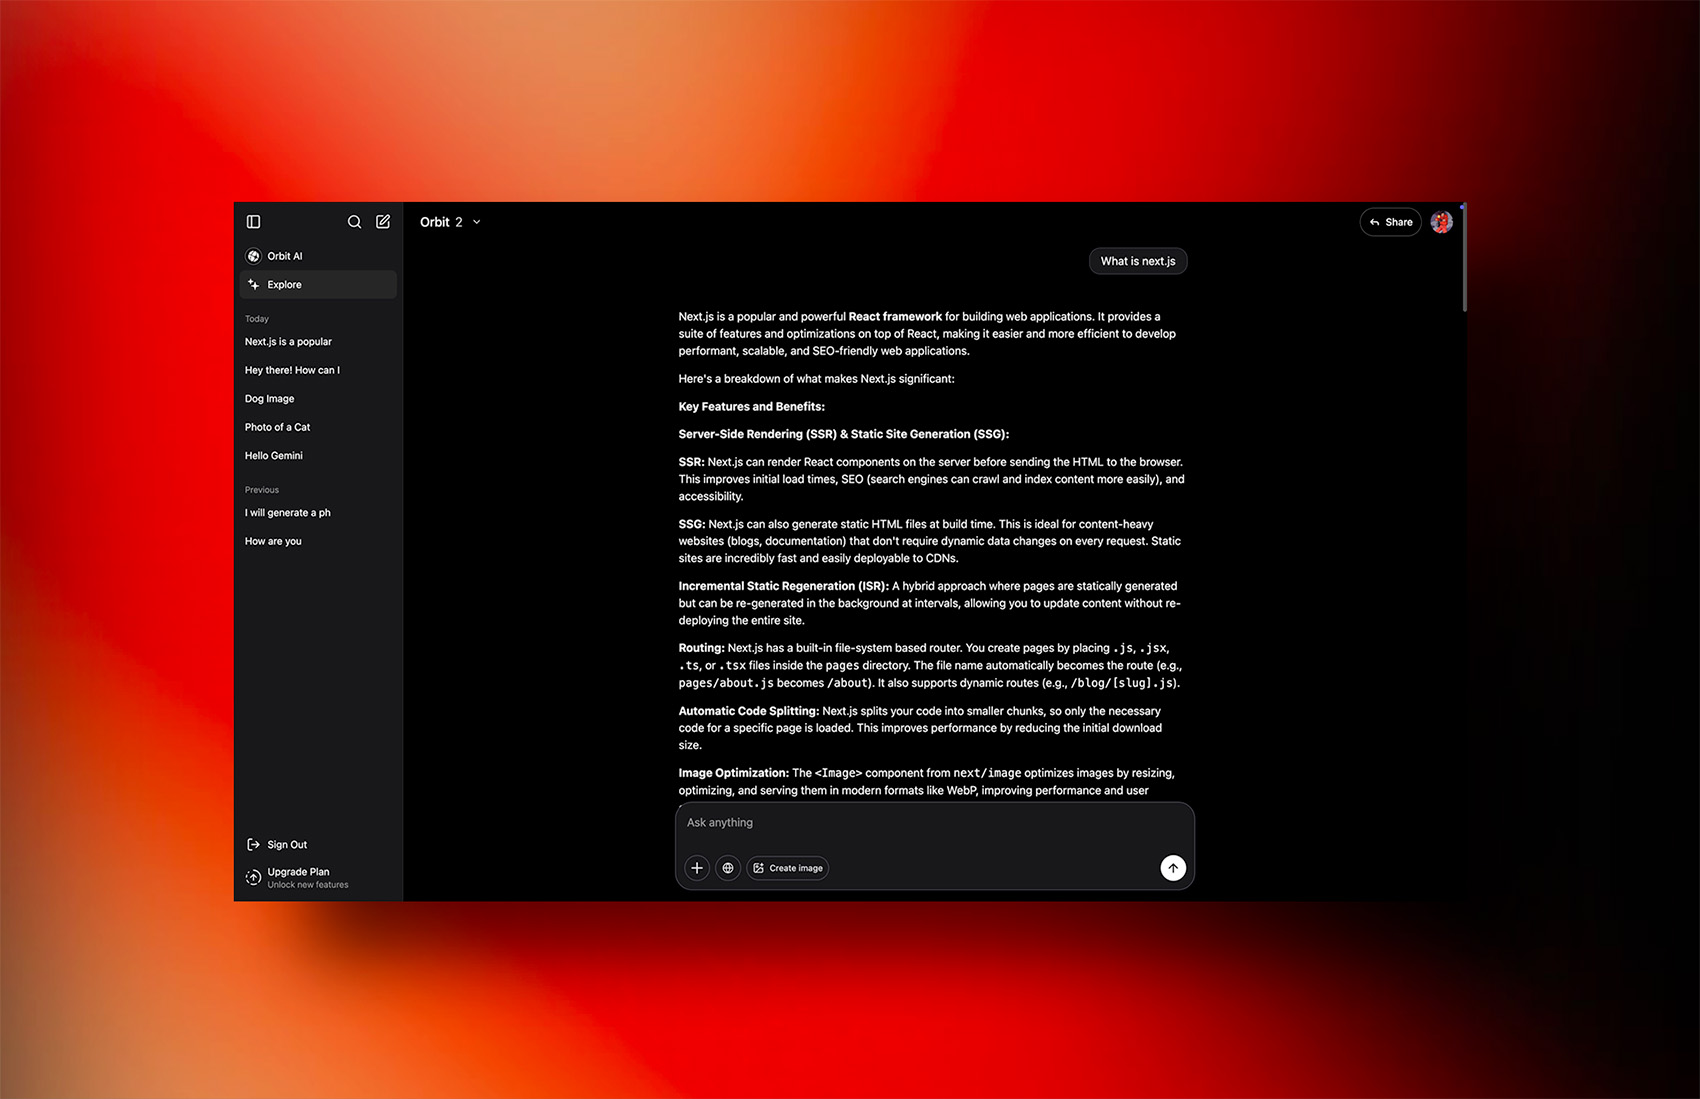 Orbit AI
Explore
Today
Next.js is a popular
Hey there! How can I
Dog Image
Photo of a Cat
Hello Gemini
Previous
I will generate a ph
How are you
Sign Out
Upgrade Plan
Unlock new features
Orbit 2
Share
What is next.js
Next.js is a popular and powerful React framework for building web applications. It provides a
suite of features and optimizations on top of React, making it easier and more efficient to develop
performant, scalable, and SEO-friendly web applications.
Here's a breakdown of what makes Next.js significant:
Key Features and Benefits:
Server-Side Rendering (SSR) & Static Site Generation (SSG):
SSR: Next.js can render React components on the server before sending the HTML to the browser.
This improves initial load times, SEO (search engines can crawl and index content more easily), and
accessibility.
SSG: Next.js can also generate static HTML files at build time. This is ideal for content-heavy
websites (blogs, documentation) that don't require dynamic data changes on every request. Static
sites are incredibly fast and easily deployable to CDNs.
Incremental Static Regeneration (ISR): A hybrid approach where pages are statically generated
but can be re-generated in the background at intervals, allowing you to update content without re-
deploying the entire site.
Routing: Next.js has a built-in file-system based router. You create pages by placing .js, .jsx,
.ts, or .tsx files inside the pages directory. The file name automatically becomes the route (e.g.,
pages/about.js becomes /about). It also supports dynamic routes (e.g., /blog/[slug].js).
Automatic Code Splitting: Next.js splits your code into smaller chunks, so only the necessary
code for a specific page is loaded. This improves performance by reducing the initial download
size.
Image Optimization: The <Image> component from next/image optimizes images by resizing,
optimizing, and serving them in modern formats like WebP, improving performance and user
Ask anything
Create image